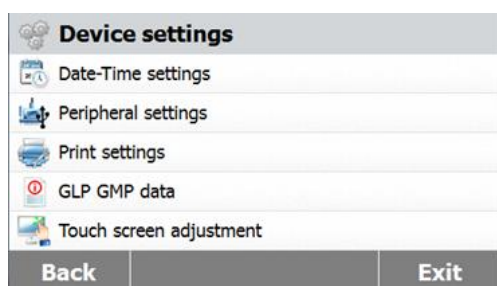 Device settings
Date-Time settings
Peripheral settings
Print settings
GLP GMP data
Touch screen adjustment
Back Exit